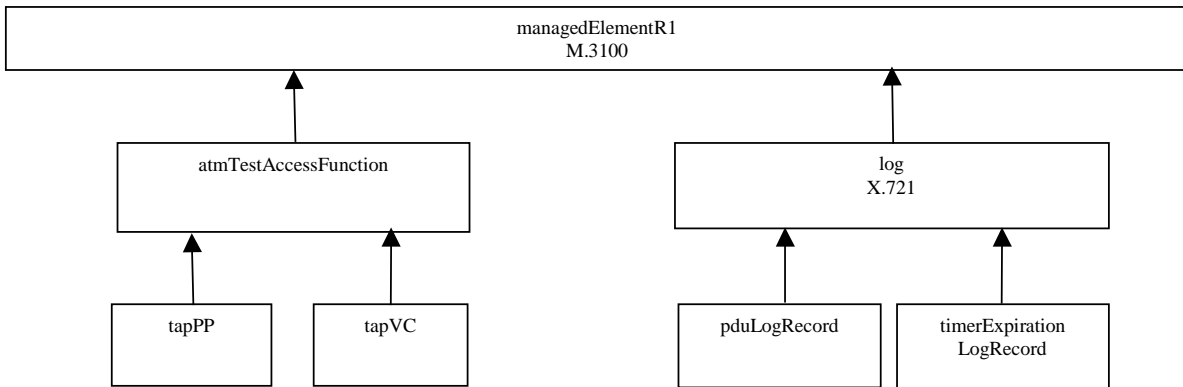 managedElementR1
M.3100
atmTestAccessFunction
log
X.721
tapPP
tapVC
pduLogRecord
timerExpiration
LogRecord